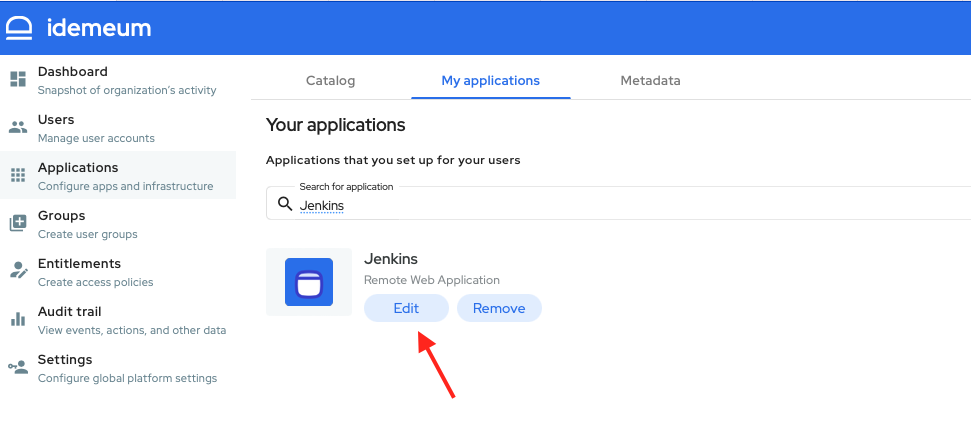 idemeum
Dashboard
Snapshot of organization's activity
Users
Manage user accounts
Applications
Configure apps and infrastructure
Groups
Create user groups
Entitlements
Create access policies
Audit trail
View events, actions, and other data
Settings
Configure global platform settings
Catalog My applications Metadata
Your applications
Applications that you set up for your users
Search for application
Jenkins
Jenkins
Remote Web Application
Edit Remove